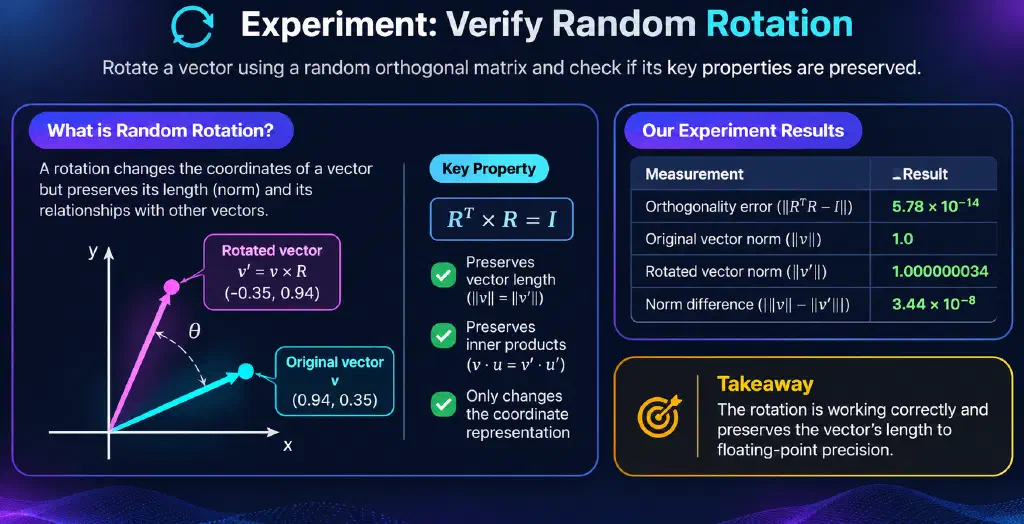 Experiment: Verify Random Rotation
Rotate a vector using a random orthogonal matrix and check if its key properties are preserved.
What is Random Rotation?
A rotation changes the coordinates of a vector
but preserves its length (norm) and its
relationships with other vectors.
y
Rotated vector
v′ = v × R
(-0.35, 0.94)
θ
Original vector
v
(0.94, 0.35)
x
Key Property
Rᵀ × R = I
Preserves
vector length
(‖v‖ = ‖v′‖)
Preserves
inner products
(v · u = v′ · u′)
Only changes
the coordinate
representation
Our Experiment Results
Measurement Result
Orthogonality error (‖RᵀR – I‖) 5.78 × 10⁻¹⁴
Original vector norm (‖v‖) 1.0
Rotated vector norm (‖v′‖) 1.000000034
Norm difference (|‖v‖ – ‖v′‖|) 3.44 × 10⁻⁸
Takeaway
The rotation is working correctly and
preserves the vector's length to
floating-point precision.